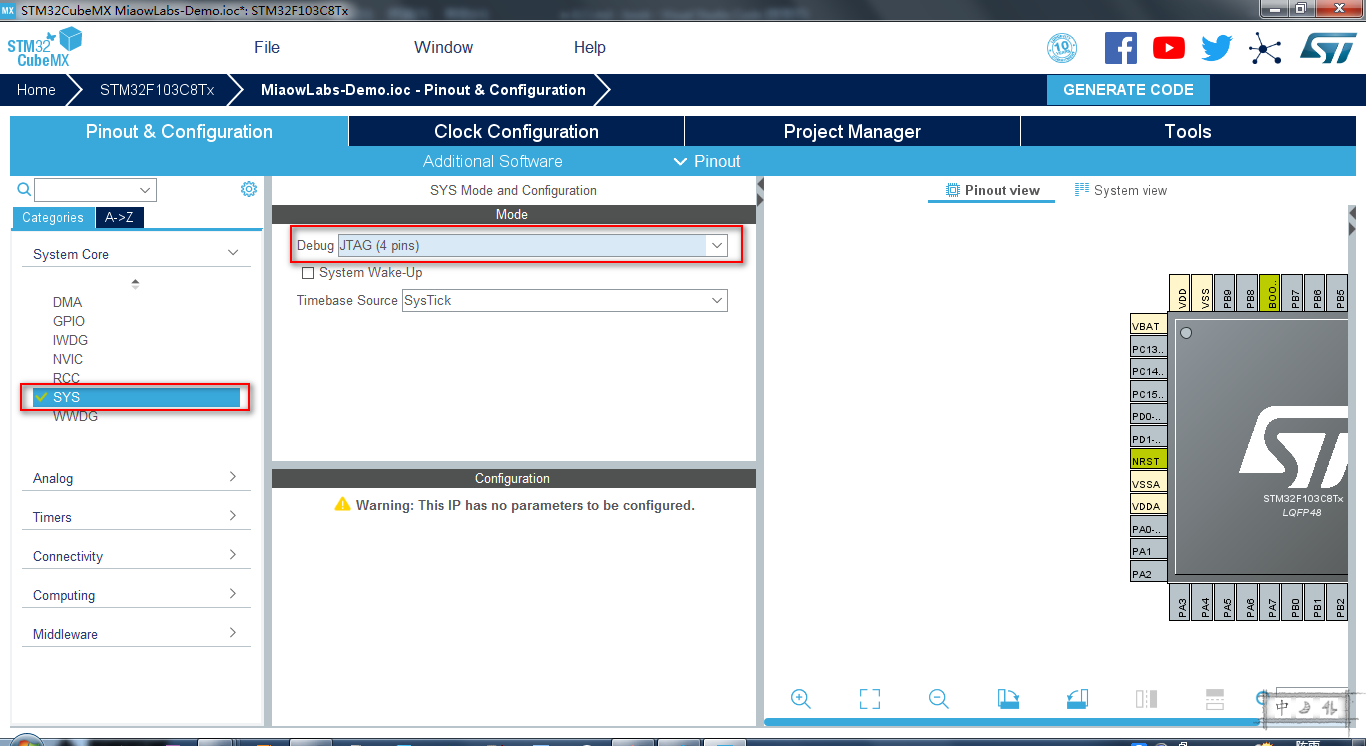 MX STM32CubeMX MiaowLabs-Demo.ioc*: STM32F103C8Tx
STM32
CubeMX
File Window Help
10
ST
Home STM32F103C8Tx MiaowLabs-Demo.ioc - Pinout & Configuration GENERATE CODE
Pinout & Configuration Clock Configuration Project Manager Tools
Additional Software Pinout
SYS Mode and Configuration
Pinout view System view
Categories A->Z
Mode
System Core
Debug JTAG (4 pins)
System Wake-Up
Timebase Source SysTick
DMA
GPIO
IWDG
NVIC
RCC
SYS
WWDG
Analog
Timers
Connectivity
Computing
Middleware
Configuration
Warning: This IP has no parameters to be configured.
VDD VSS PB9 PB8 BOO.. PB7 PB6 PB5
VBAT
PC13..
PC14..
PC15..
PD0-..
PD1-..
NRST
VSSA
VDDA
PA0-..
PA1
PA2
ST
STM32F103C8Tx
LQFP48
PA3 PA4 PA5 PA6 PA7 PB0 PB1 PB2
中